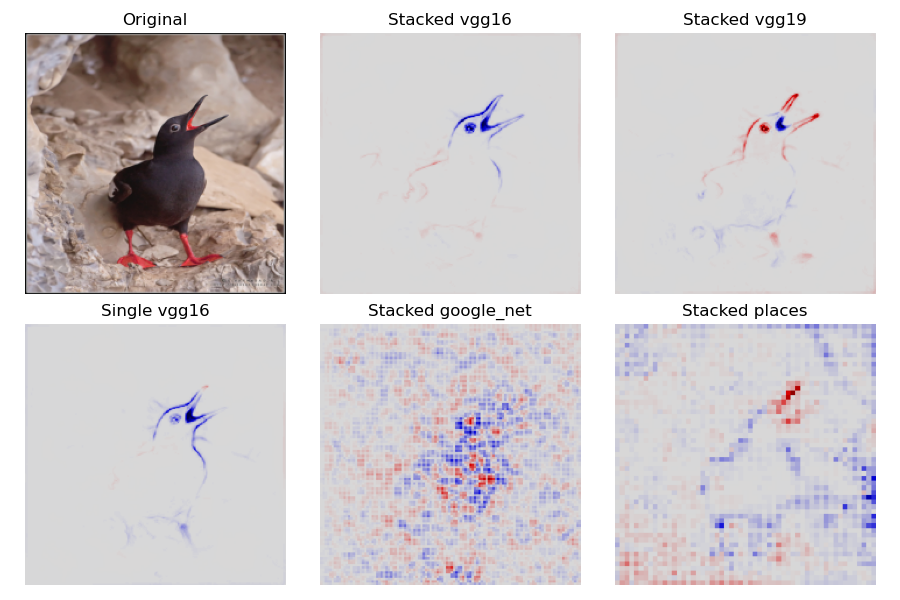 Original
Stacked vgg16
Stacked vgg19
Single vgg16
Stacked google_net
Stacked places